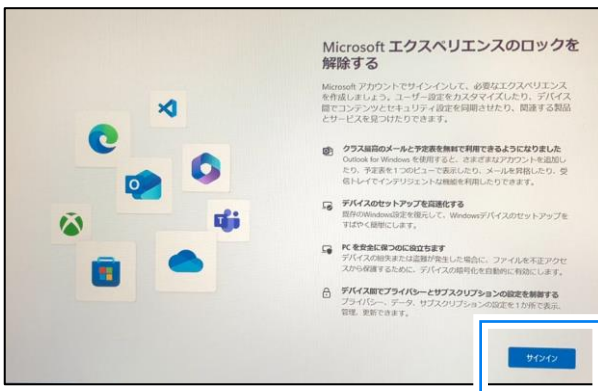 Microsoft エクスペリエンスのロックを
解除する
Microsoft アカウントでサインインして、必要なエクスペリエンス
を作成しましょう。ユーザー設定をカスタマイズしたり、デバイス
間でコンテンツとセキュリティ設定を同期させたり、関連する製品
とサービスを見つけたりできます。
クラス最高のメールと予定表を無料で利用できるようになりました
Outlook for Windows を使用すると、さまざまなアカウントを追加し
たり、予定表を1つのビューで表示したり、メールを昇格したり、受
信トレイでインテリジェントな機能を利用したりできます。
デバイスのセットアップを高速化する
既存のWindows設定を復元して、Windowsデバイスのセットアップを
すばやく簡単にします。
PC を安全に保つのに役立ちます
デバイスの紛失または盗難が発生した場合に、ファイルを不正アクセ
スから保護するために、デバイスの暗号化を自動的に有効にします。
デバイス間でプライバシーとサブスクリプションの設定を制御する
プライバシー、データ、サブスクリプションの設定を1か所で表示、
管理、更新できます。
サインイン